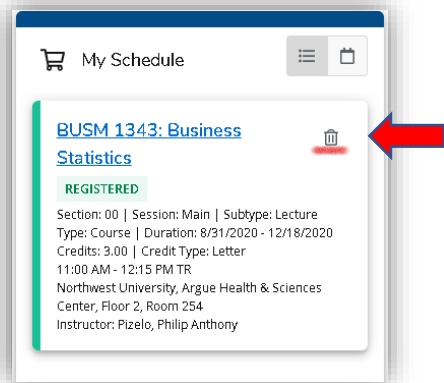 My Schedule
BUSM 1343: Business
Statistics
REGISTERED
Section: 00 | Session: Main | Subtype: Lecture
Type: Course | Duration: 8/31/2020 - 12/18/2020
Credits: 3.00 | Credit Type: Letter
11:00 AM - 12:15 PM TR
Northwest University, Argue Health & Sciences
Center, Floor 2, Room 254
Instructor: Pizelo, Philip Anthony